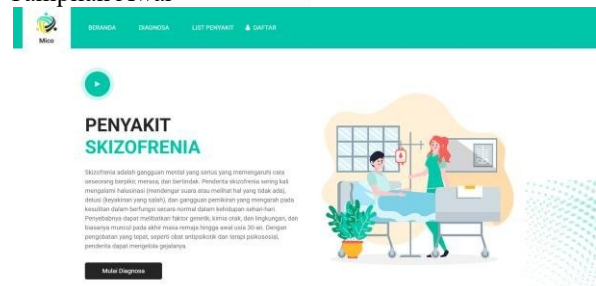 Tampilan Awal
Mico
BERANDA DIAGNOSA LIST PENYAKIT DAFTAR
PENYAKIT
SKIZOFRENIA
Skizofrenia adalah gangguan mental yang serius yang memengaruhi cara
seseorang berpikir, merasa, dan bertindak. Penderita skizofrenia sering kali
mengalami halusinasi (mendengar suara atau melihat hal yang tidak ada),
delusi (keyakinan yang salah), dan gangguan pemikiran yang mengarah pada
kesulitan dalam berfungsi secara normal dalam kehidupan sehari-hari.
Penyebabnya dapat melibatkan faktor genetik, kimia otak, dan lingkungan, dan
biasanya muncul pada akhir masa remaja hingga awal usia 30-an. Dengan
pengobatan yang tepat, seperti obat antipsikotik dan terapi psikososial,
penderita dapat mengelola gejalanya.
Mulai Diagnosa